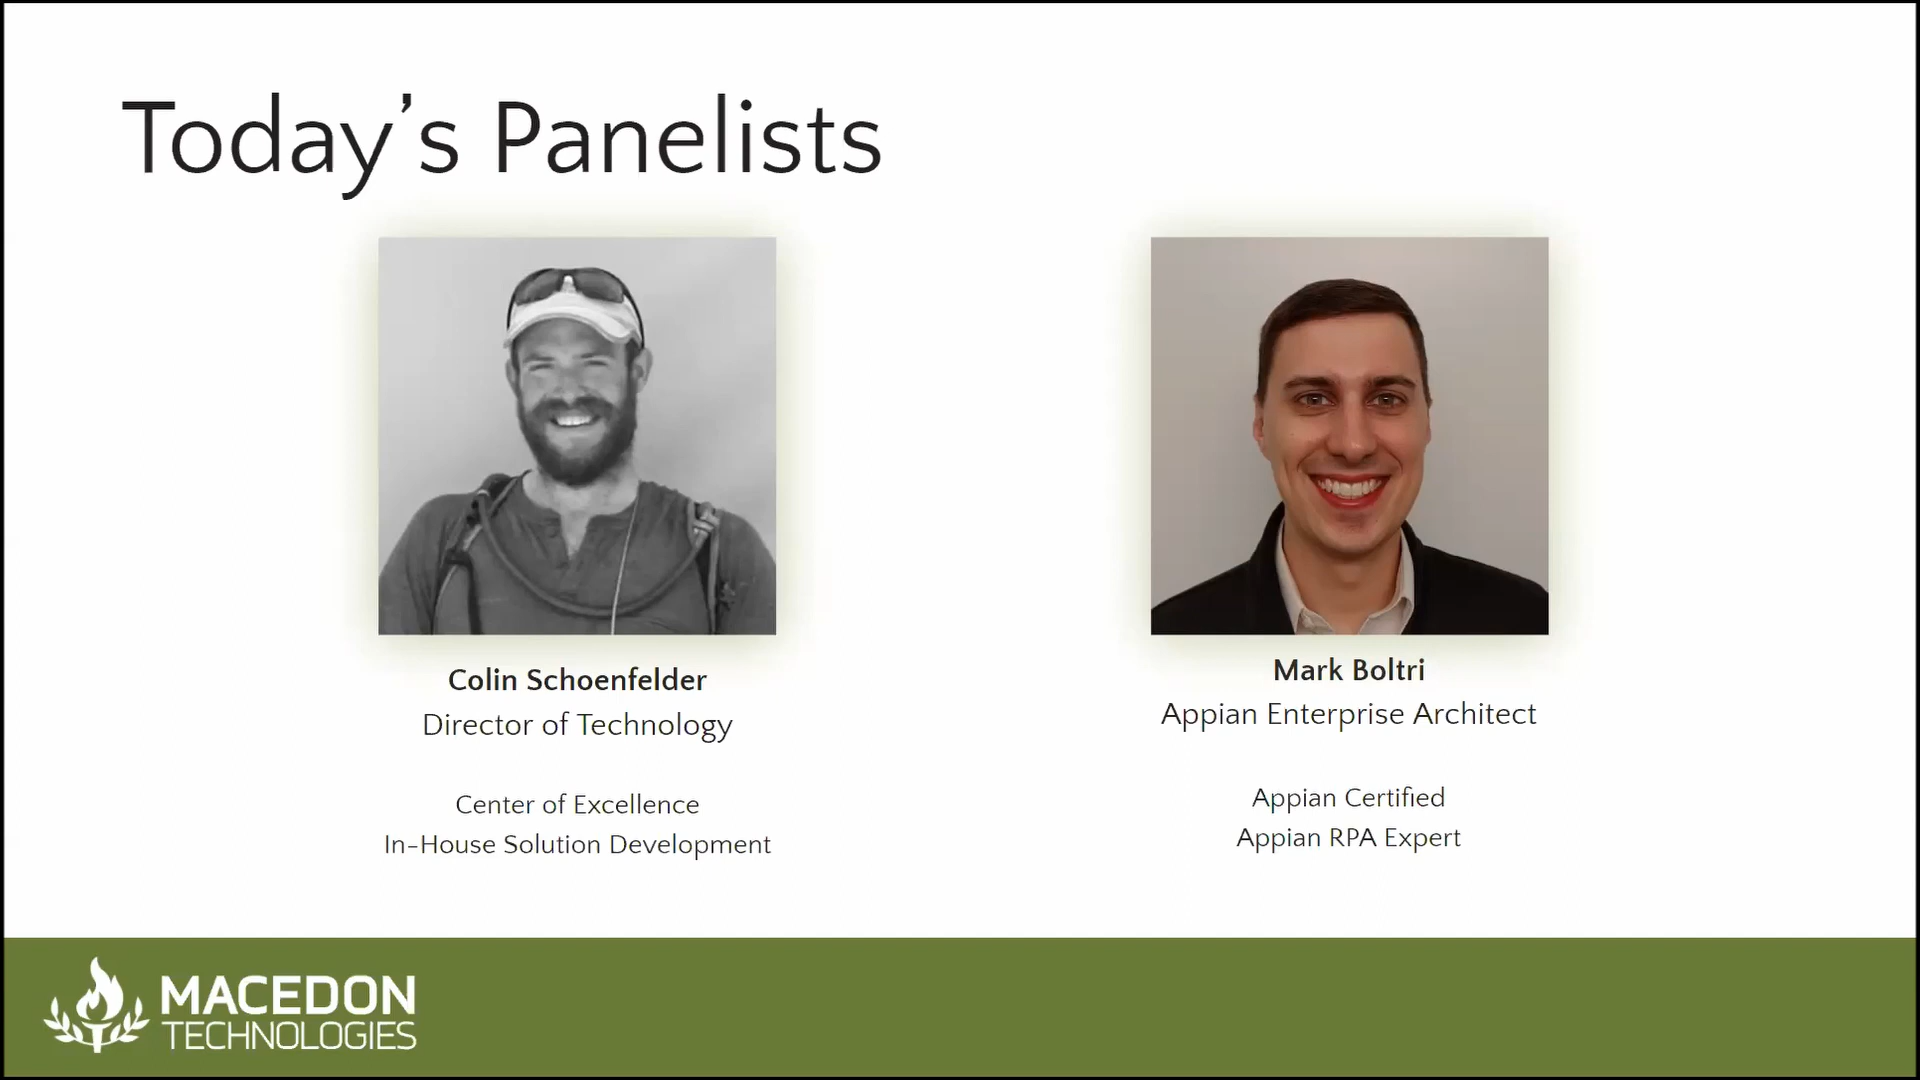 Today’s Panelists
Colin Schoenfelder
Director of Technology
Center of Excellence
In-House Solution Development
Mark Boltri
Appian Enterprise Architect
Appian Certified
Appian RPA Expert
MACEDON
TECHNOLOGIES